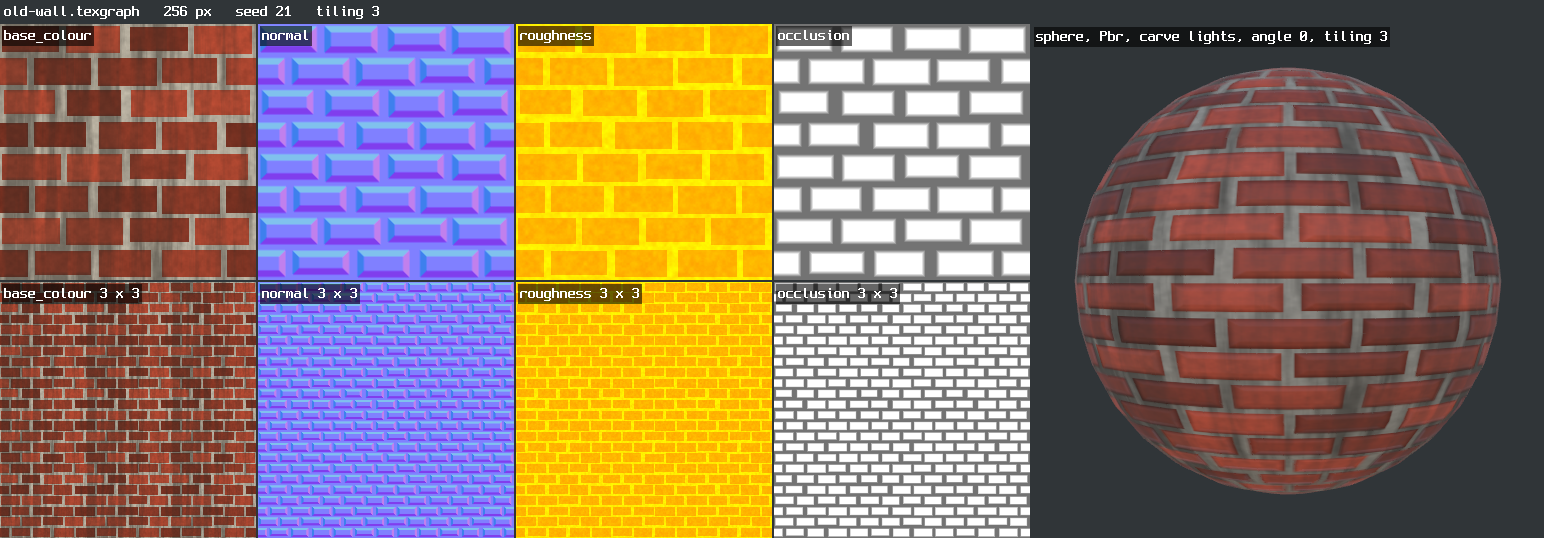 old-wall.texgraph   256 px   seed 21   tiling 3
base_colour
normal
roughness
occlusion
sphere, Pbr, carve lights, angle 0, tiling 3
base_colour 3 x 3
normal 3 x 3
roughness 3 x 3
occlusion 3 x 3